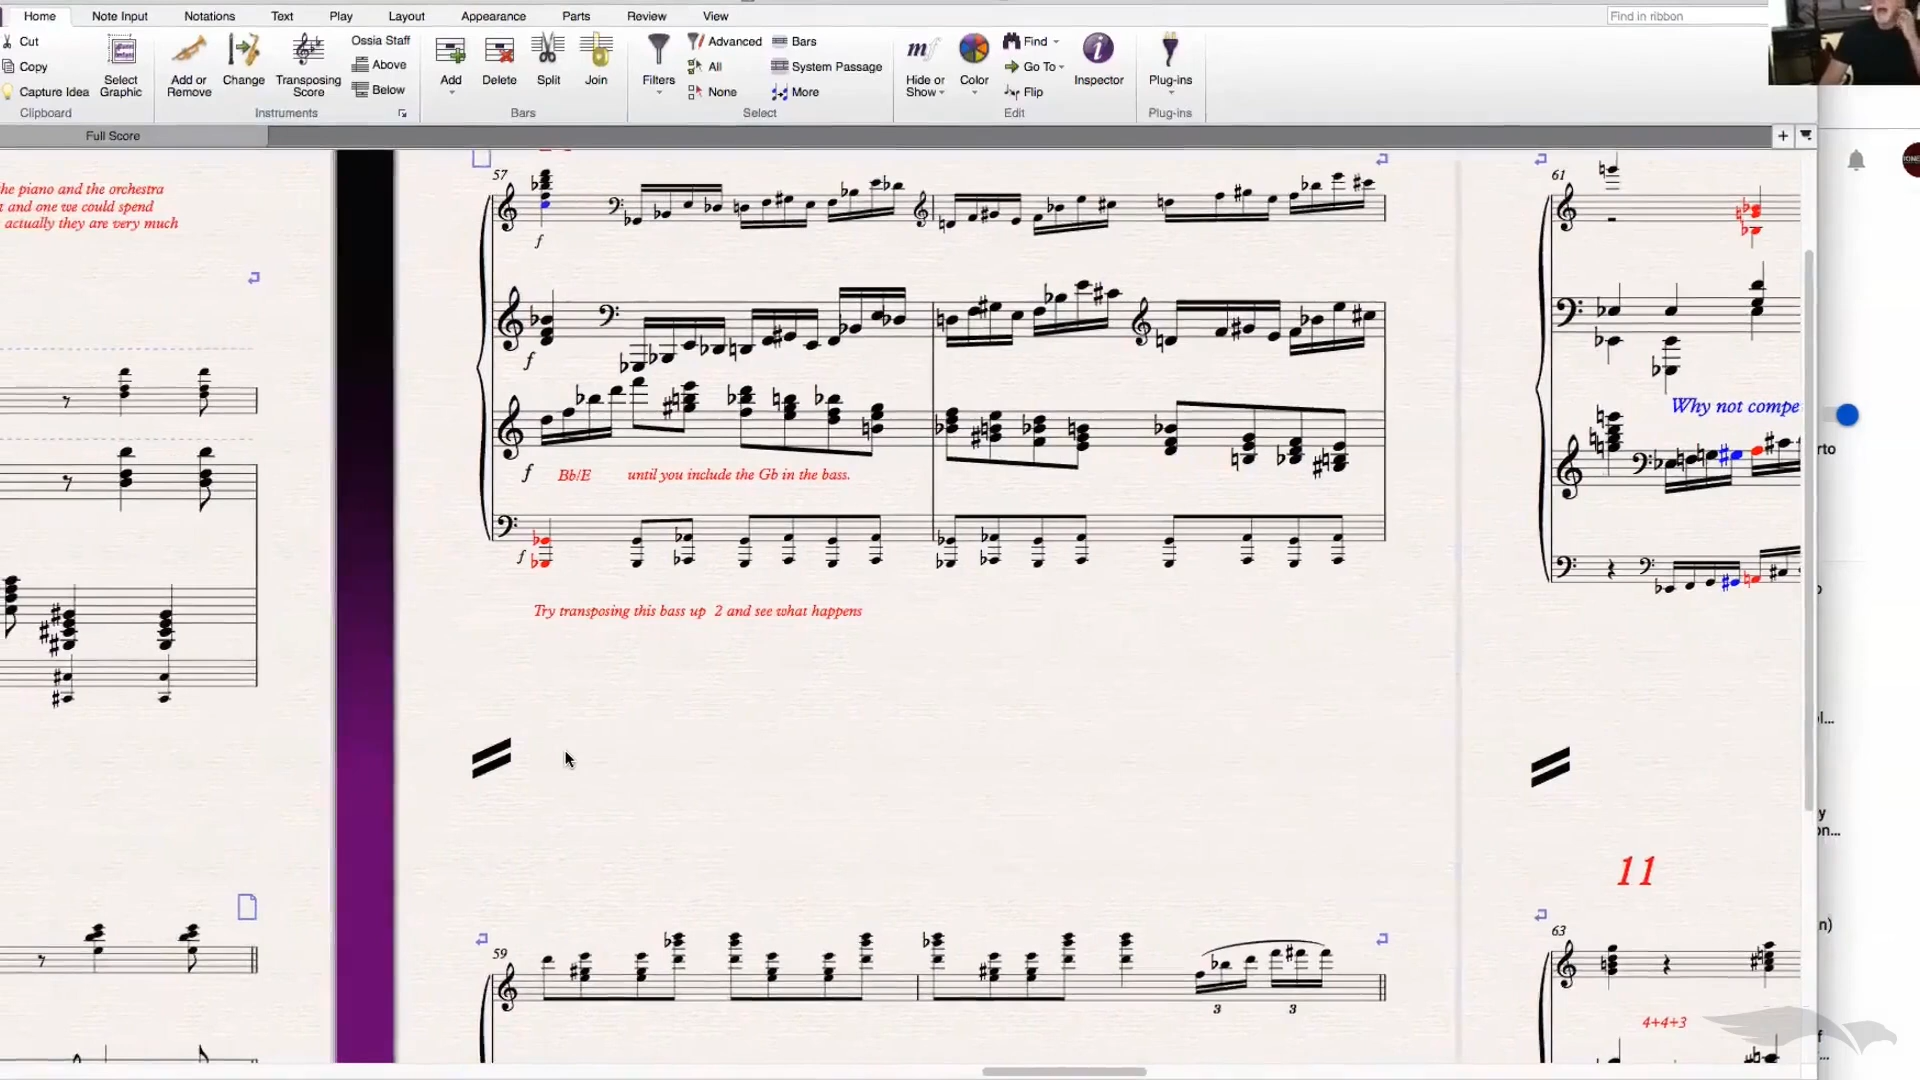 Home Note Input Notations Text Play Layout Appearance Parts Review View Find in ribbon
Cut
Copy
Capture Idea
Clipboard
Select Graphic
Add or Remove
Change
Transposing Score
Ossia Staff
Above
Below
Instruments
Add
Delete
Split
Join
Bars
Filters
Advanced
All
None
Bars
System Passage
More
Select
Hide or Show
Color
Find
Go To
Flip
Inspector
Edit
Plug-ins
Plug-ins
Full Score
he piano and the orchestra
t and one we could spend
actually they are very much
57
f
f
f
Bb/E until you include the Gb in the bass.
f
Try transposing this bass up 2 and see what happens
59
3 3
61
Why not compe
rto
11
63
4+4+3